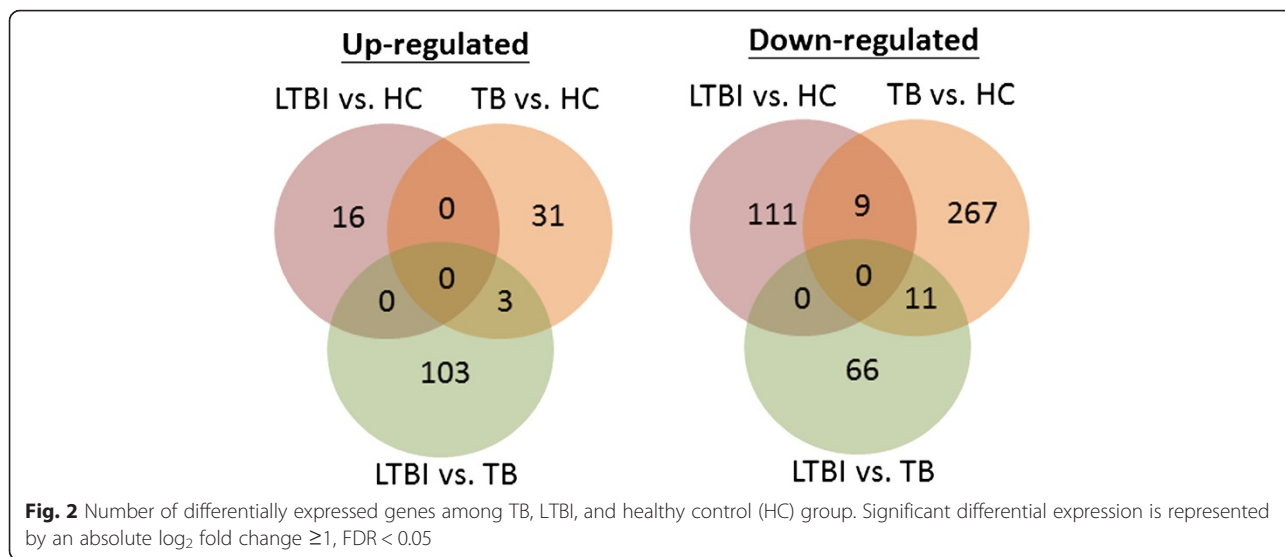 Up-regulated
Down-regulated
LTBI vs. HC
TB vs. HC
LTBI vs. HC
TB vs. HC
16
0
31
111
9
267
0
0
0
3
0
11
103
66
LTBI vs. TB
LTBI vs. TB
Fig. 2 Number of differentially expressed genes among TB, LTBI, and healthy control (HC) group. Significant differential expression is represented
by an absolute log₂ fold change ≥1, FDR < 0.05